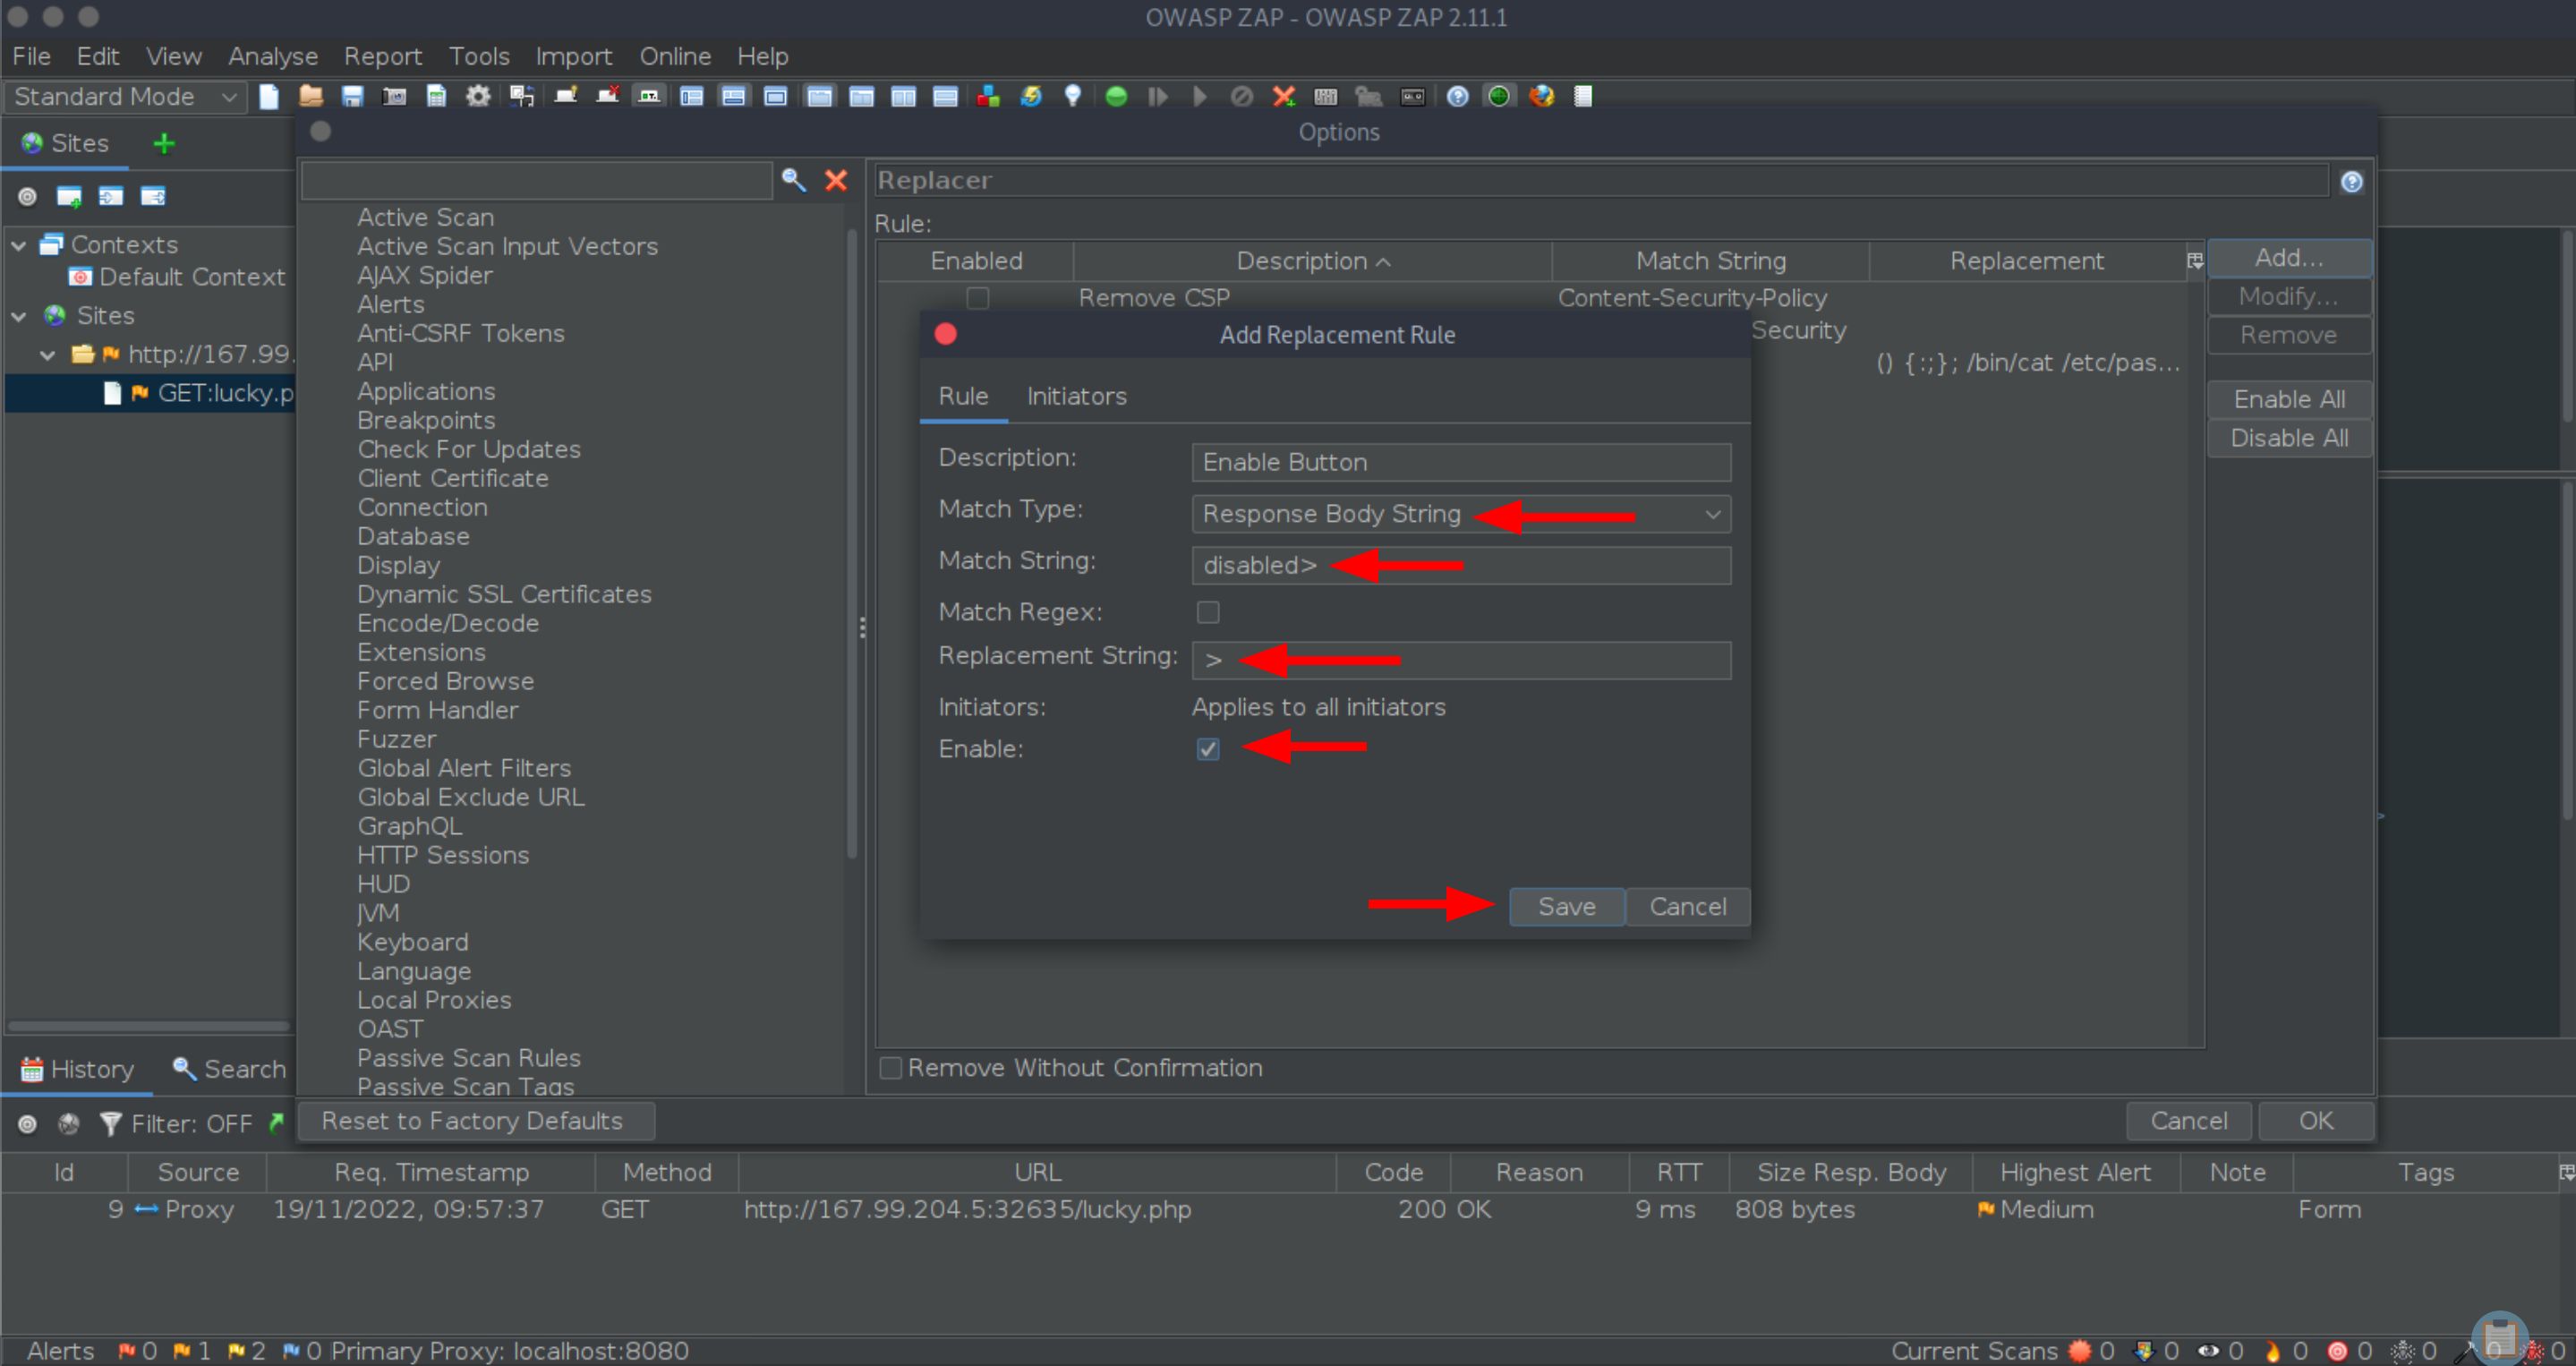 OWASP ZAP - OWASP ZAP 2.11.1
File Edit View Analyse Report Tools Import Online Help
Standard Mode
Sites
Options
Replacer
Rule:
Contexts
Default Context
Sites
http://167.99.
GET:lucky.p
Active Scan
Active Scan Input Vectors
AJAX Spider
Alerts
Anti-CSRF Tokens
API
Applications
Breakpoints
Check For Updates
Client Certificate
Connection
Database
Display
Dynamic SSL Certificates
Encode/Decode
Extensions
Forced Browse
Form Handler
Fuzzer
Global Alert Filters
Global Exclude URL
GraphQL
HTTP Sessions
HUD
JVM
Keyboard
Language
Local Proxies
OAST
Passive Scan Rules
Passive Scan Tags
Enabled Description Match String Replacement
Remove CSP Content-Security-Policy
Security
() {:;}; /bin/cat /etc/pas...
Add...
Modify...
Remove
Enable All
Disable All
Add Replacement Rule
Rule Initiators
Description: Enable Button
Match Type: Response Body String
Match String: disabled>
Match Regex:
Replacement String: >
Initiators: Applies to all initiators
Enable:
Save Cancel
Remove Without Confirmation
Reset to Factory Defaults Cancel OK
History Search
Filter: OFF
Id Source Req. Timestamp Method URL Code Reason RTT Size Resp. Body Highest Alert Note Tags
9 Proxy 19/11/2022, 09:57:37 GET http://167.99.204.5:32635/lucky.php 200 OK 9 ms 808 bytes Medium Form
Alerts 0 1 2 0 Primary Proxy: localhost:8080 Current Scans 0 0 0 0 0 0 0 0